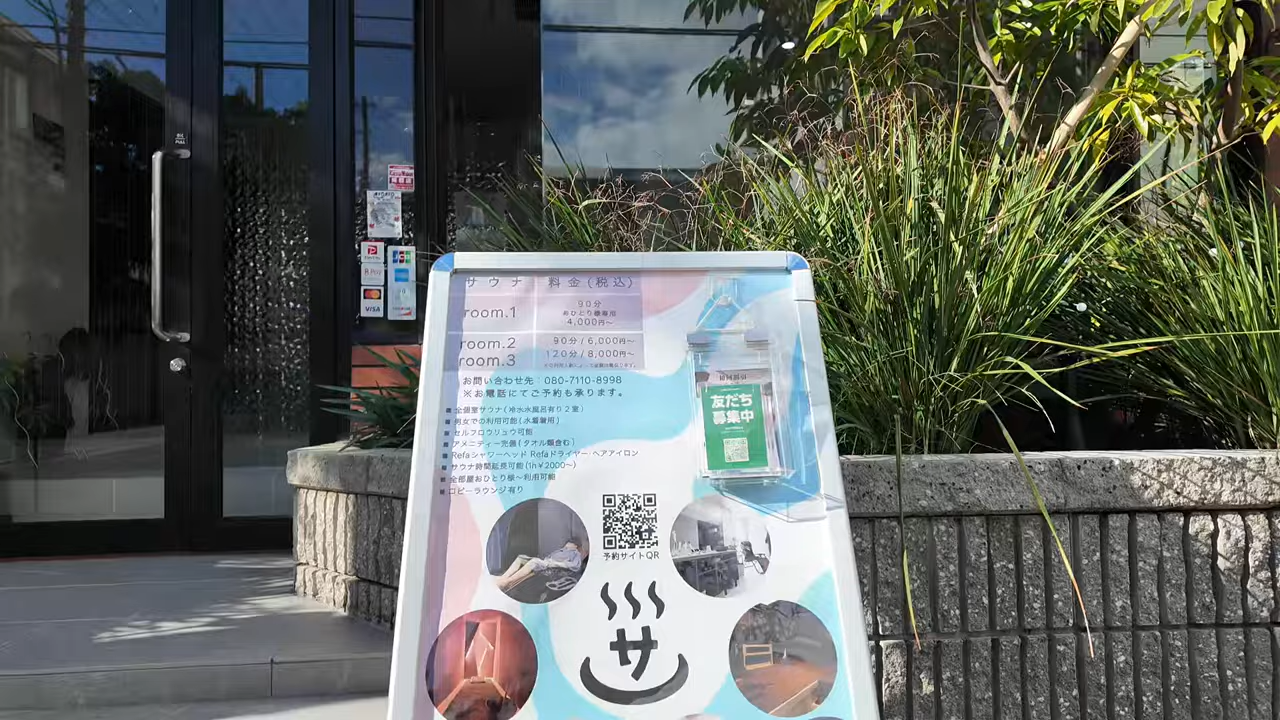 サウナ 料金(税込)
room.1
90分
おひとり様専用
4,000円~
room.2
room.3
90分/6,000円~
120分/8,000円~
お問い合わせ先:080-7110-8998
※お電話にてご予約も承ります。
■全個室サウナ(冷水水風呂有り2室)
■男女での利用可能(水着着用)
■セルフロウリュウ可能
■アメニティー完備(タオル類含む)
■Refaシャワーヘッド Refaドライヤー ヘアアイロン
■サウナ時間延長可能(1h¥2000~)
■全部屋おひとり様~利用可能
■ロビーラウンジ有り
友だち
募集中
予約サイトQR
サ
PayPay
R Pay
JCB
VISA
PULL